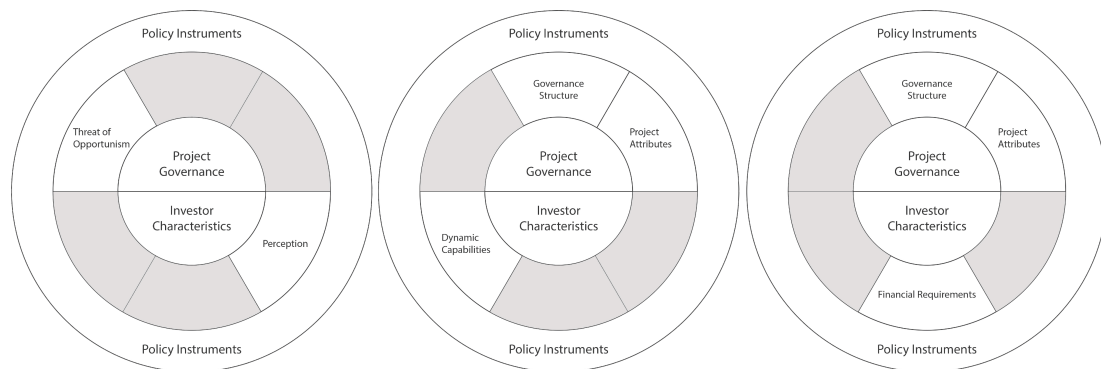 Policy Instruments
Threat of
Opportunism
Project
Governance
Investor
Characteristics
Perception
Policy Instruments
Policy Instruments
Governance
Structure
Project
Attributes
Project
Governance
Investor
Characteristics
Dynamic
Capabilities
Policy Instruments
Policy Instruments
Governance
Structure
Project
Attributes
Project
Governance
Investor
Characteristics
Financial Requirements
Policy Instruments